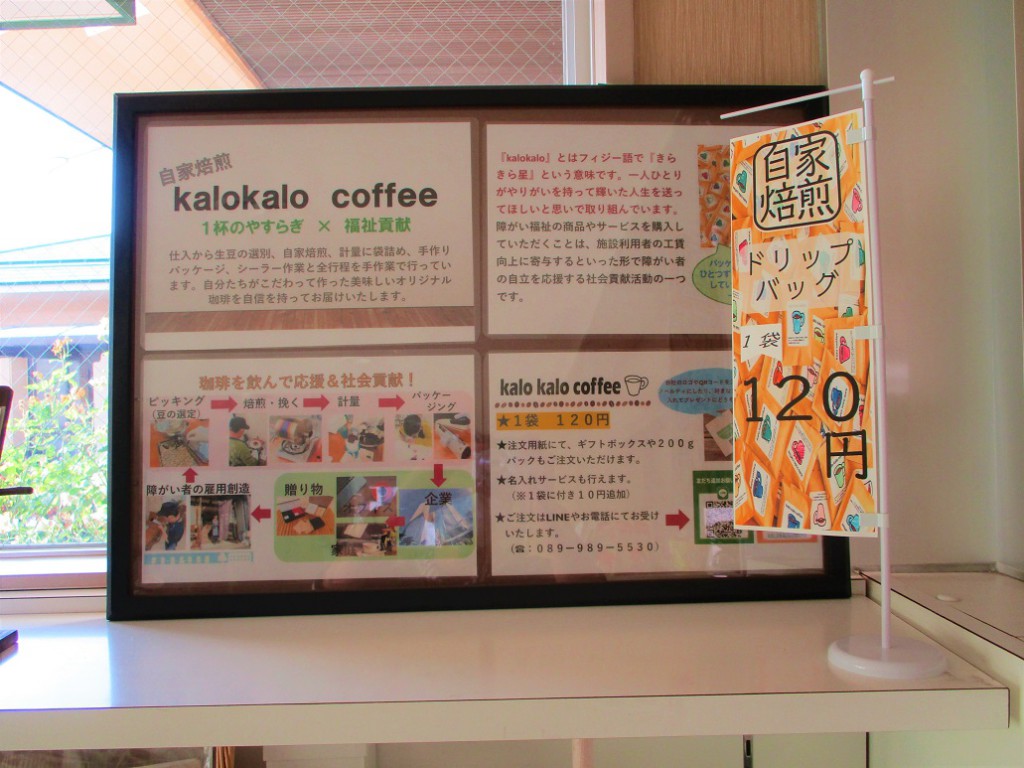 自家焙煎
kalokalo coffee
1杯のやすらぎ × 福祉貢献
仕入から生豆の選別、自家焙煎、計量に袋詰め、手作り
パッケージ、シーラー作業と全行程を手作業で行っていま
す。自分たちがこだわって作った美味しいオリジナル
珈琲を自信を持ってお届けいたします。
『kalokalo』とはフィジー語で『きら
きら星』という意味です。一人ひとり
がやりがいを持って輝いた人生を送っ
てほしいと思いで取り組んでいます。
障がい福祉の商品やサービスを購入し
ていただくことは、施設利用者の工賃
向上に寄与するといった形で障がい者
の自立を応援する社会貢献活動の一つ
です。
パッケ
ひとつず
してい
珈琲を飲んで応援＆社会貢献！
ピッキング
（豆の選定）
焙煎・挽く
計量
パッケー
ジング
障がい者の雇用創造
贈り物
企業
kalo kalo coffee
★1袋 120円
★注文用紙にて、ギフトボックスや200g
パックもご注文いただけます。
★名入れサービスも行えます。
（※1袋に付き10円追加）
★ご注文はLINEやお電話にてお受け
いたします。
（☎：089－989－5530）
自家
焙煎
ドリップ
バッグ
1袋
120
円